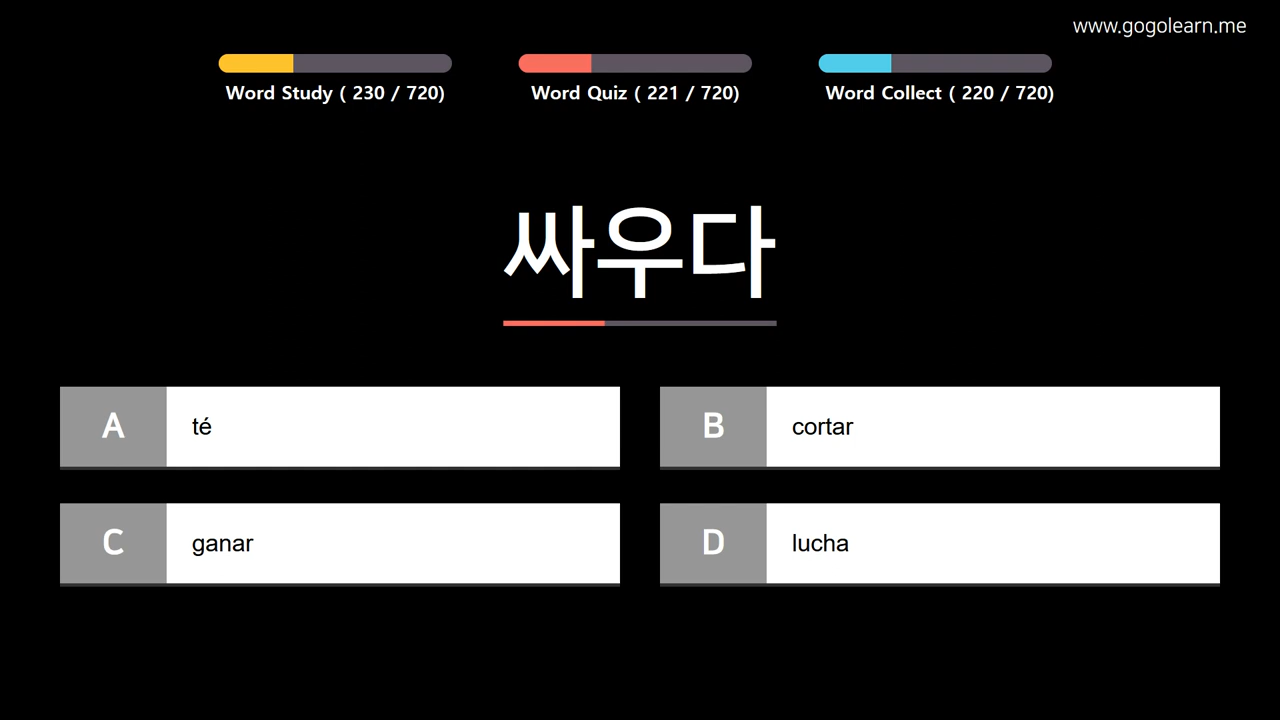 www.gogolearn.me
Word Study ( 230 / 720)
Word Quiz ( 221 / 720)
Word Collect ( 220 / 720)
싸우다
A té
B cortar
C ganar
D lucha